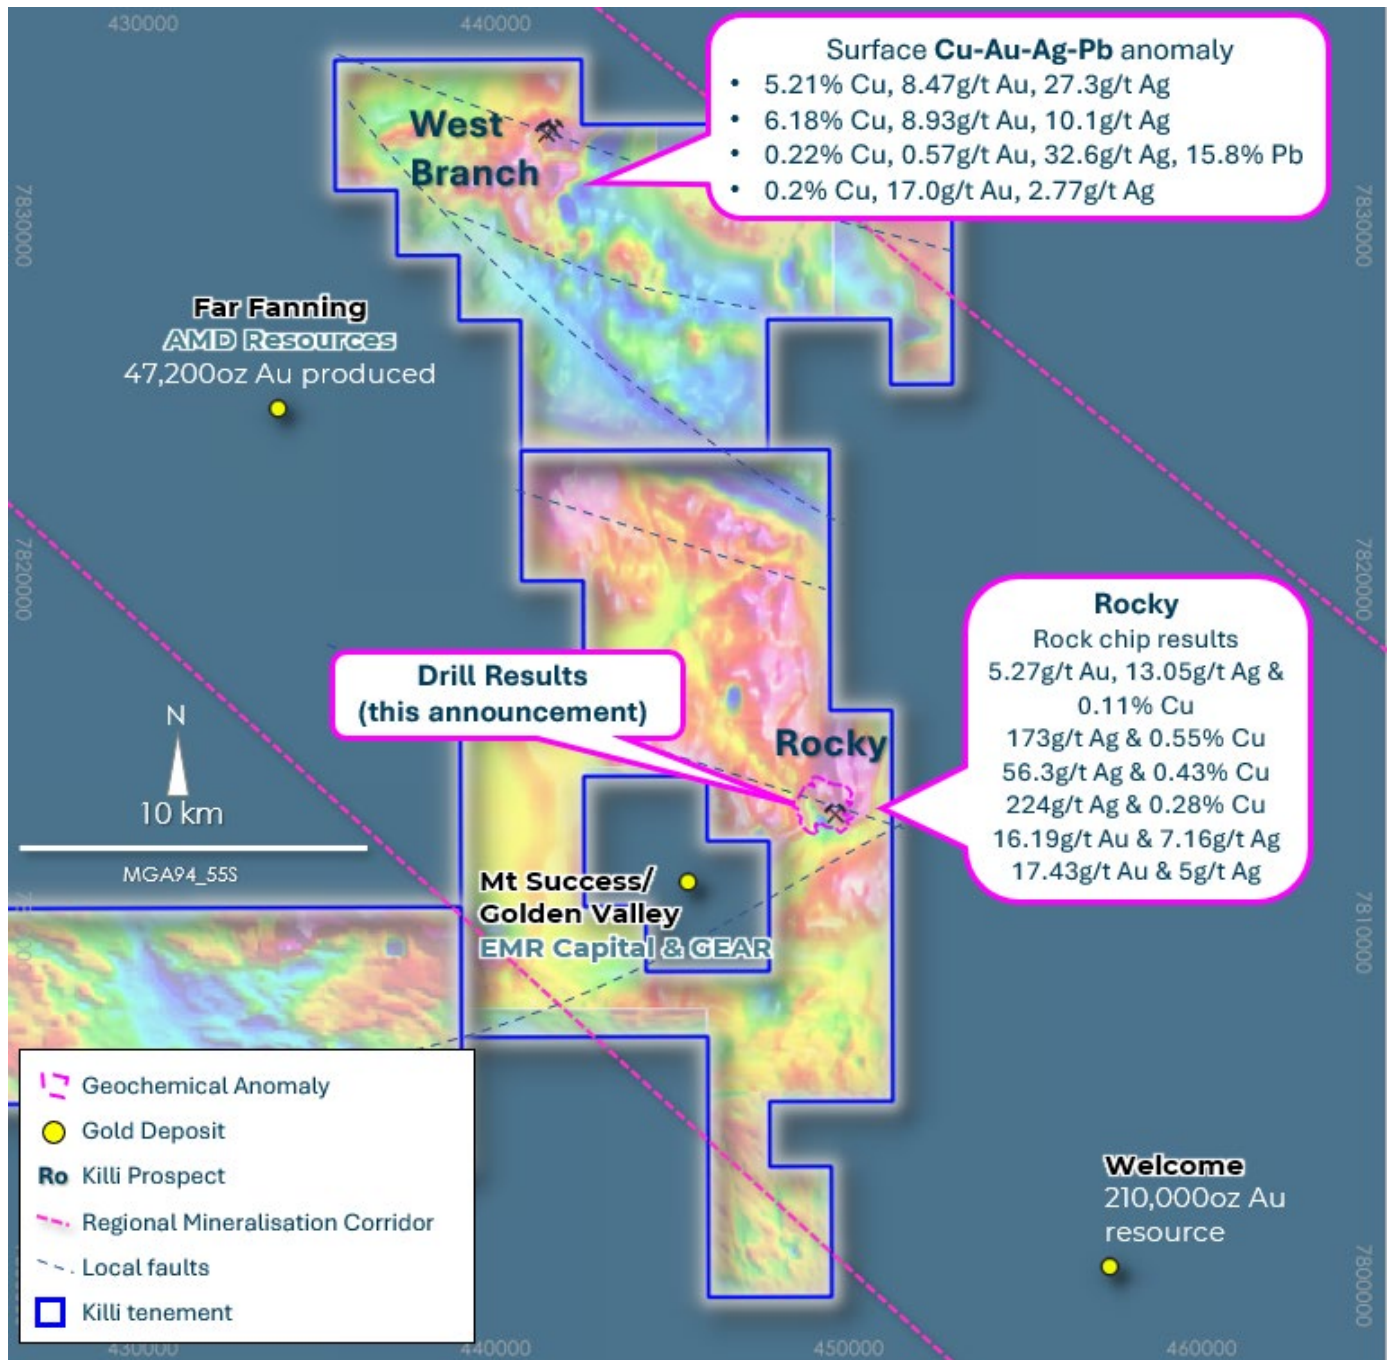 430000
440000
Surface Cu-Au-Ag-Pb anomaly
• 5.21% Cu, 8.47g/t Au, 27.3g/t Ag
• 6.18% Cu, 8.93g/t Au, 10.1g/t Ag
• 0.22% Cu, 0.57g/t Au, 32.6g/t Ag, 15.8% Pb
• 0.2% Cu, 17.0g/t Au, 2.77g/t Ag
West
Branch
7830000
7830000
Far Fanning
AMD Resources
47,200oz Au produced
7820000
7820000
Rocky
Rock chip results
5.27g/t Au, 13.05g/t Ag &
0.11% Cu
173g/t Ag & 0.55% Cu
56.3g/t Ag & 0.43% Cu
224g/t Ag & 0.28% Cu
16.19g/t Au & 7.16g/t Ag
17.43g/t Au & 5g/t Ag
Drill Results
(this announcement)
N
10 km
MGA94_55S
Rocky
Mt Success/
Golden Valley
EMR Capital & GEAR
7810000
Geochemical Anomaly
Gold Deposit
Ro Killi Prospect
Regional Mineralisation Corridor
Local faults
Killi tenement
Welcome
210,000oz Au
resource
7800000
430000
440000
450000
460000